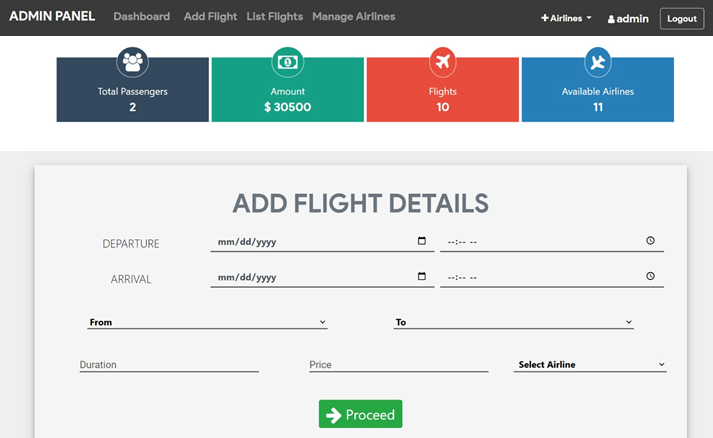 ADMIN PANEL Dashboard Add Flight List Flights Manage Airlines + Airlines admin Logout
Total Passengers
2
Amount
$ 30500
Flights
10
Available Airlines
11
ADD FLIGHT DETAILS
DEPARTURE mm/dd/yyyy --:-- --
ARRIVAL mm/dd/yyyy --:-- --
From To
Duration Price Select Airline
Proceed